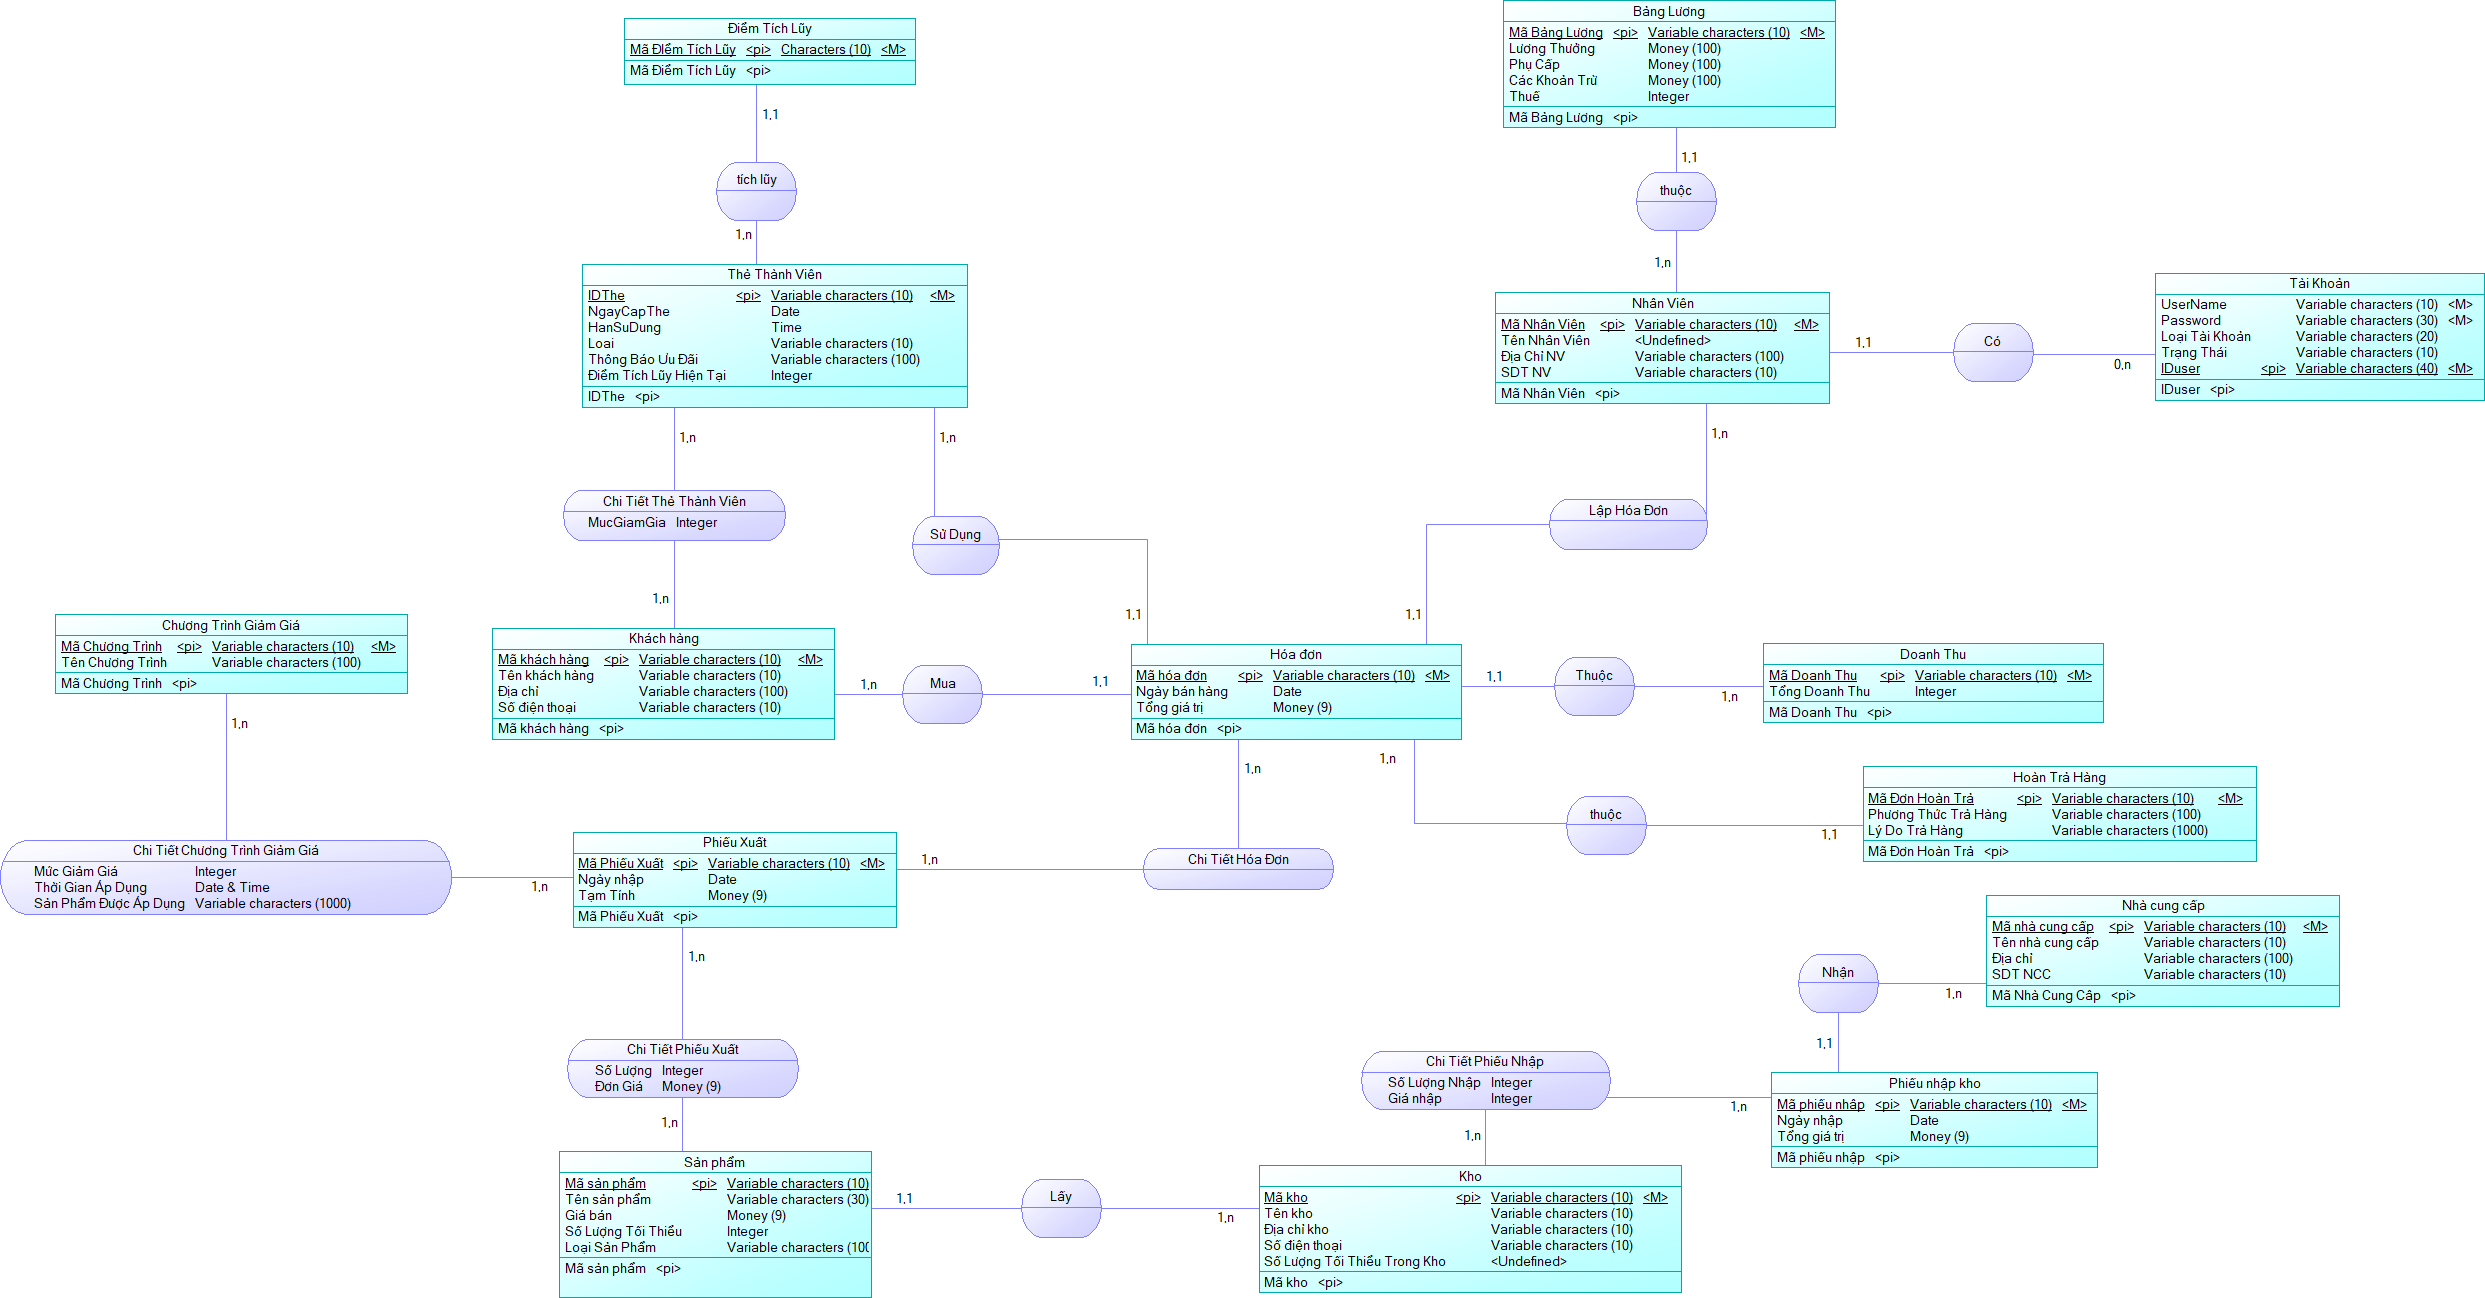 Điểm Tích Lũy
Mã ĐIểm Tích Lũy <pi> Characters (10) <M>
Mã Điểm Tích Lũy <pi>
1,1
tích lũy
1,n
Bảng Lương
Mã Bảng Lương <pi> Variable characters (10) <M>
Lương Thưởng Money (100)
Phụ Cấp Money (100)
Các Khoản Trừ Money (100)
Thuế Integer
Mã Bảng Lương <pi>
1,1
thuộc
1,n
Thẻ Thành Viên
IDThe <pi> Variable characters (10) <M>
NgayCapThe Date
HanSuDung Time
Loai Variable characters (10)
Thông Báo Ưu Đãi Variable characters (100)
Điểm Tích Lũy Hiện Tại Integer
IDThe <pi>
Nhân Viên
Mã Nhân Viên <pi> Variable characters (10) <M>
Tên Nhân Viên <Undefined>
Địa Chỉ NV Variable characters (100)
SDT NV Variable characters (10)
Mã Nhân Viên <pi>
1,1
Có
0,n
Tài Khoản
UserName Variable characters (10) <M>
Password Variable characters (30) <M>
Loại Tài Khoản Variable characters (20)
Trạng Thái Variable characters (10)
IDuser <pi> Variable characters (40) <M>
IDuser <pi>
1,n
1,n
1,n
Chi Tiết Thẻ Thành Viên
MucGiamGia Integer
Sử Dụng
Lập Hóa Đơn
1,n
1,1
1,1
Chương Trình Giảm Giá
Mã Chương Trình <pi> Variable characters (10) <M>
Tên Chương Trình Variable characters (100)
Mã Chương Trình <pi>
1,n
Khách hàng
Mã khách hàng <pi> Variable characters (10) <M>
Tên khách hàng Variable characters (10)
Địa chỉ Variable characters (100)
Số điện thoại Variable characters (10)
Mã khách hàng <pi>
1,n
Mua
1,1
Hóa đơn
Mã hóa đơn <pi> Variable characters (10) <M>
Ngày bán hàng Date
Tổng giá trị Money (9)
Mã hóa đơn <pi>
1,1
Thuộc
1,n
Doanh Thu
Mã Doanh Thu <pi> Variable characters (10) <M>
Tổng Doanh Thu Integer
Mã Doanh Thu <pi>
1,n
1,n
thuộc
1,1
Hoàn Trả Hàng
Mã Đơn Hoàn Trả <pi> Variable characters (10) <M>
Phương Thức Trả Hàng Variable characters (100)
Lý Do Trả Hàng Variable characters (1000)
Mã Đơn Hoàn Trả <pi>
Chi Tiết Chương Trình Giảm Giá
Mức Giảm Giá Integer
Thời Gian Áp Dụng Date & Time
Sản Phẩm Được Áp Dụng Variable characters (1000)
1,n
Phiếu Xuất
Mã Phiếu Xuất <pi> Variable characters (10) <M>
Ngày nhập Date
Tạm Tính Money (9)
Mã Phiếu Xuất <pi>
1,n
Chi Tiết Hóa Đơn
1,n
Nhà cung cấp
Mã nhà cung cấp <pi> Variable characters (10) <M>
Tên nhà cung cấp Variable characters (10)
Địa chỉ Variable characters (100)
SDT NCC Variable characters (10)
Mã Nhà Cung Câp <pi>
Nhận
1,n
1,1
Chi Tiết Phiếu Xuất
Số Lượng Integer
Đơn Giá Money (9)
1,n
Chi Tiết Phiếu Nhập
Số Lượng Nhập Integer
Giá nhập Integer
1,n
1,n
Phiếu nhập kho
Mã phiếu nhâp <pi> Variable characters (10) <M>
Ngày nhập Date
Tổng giá trị Money (9)
Mã phiếu nhập <pi>
Sản phẩm
Mã sản phẩm <pi> Variable characters (10)
Tên sản phẩm Variable characters (30)
Giá bán Money (9)
Số Lượng Tối Thiểu Integer
Loại Sản Phẩm Variable characters (100
Mã sản phẩm <pi>
1,1
Lấy
1,n
Kho
Mã kho <pi> Variable characters (10) <M>
Tên kho Variable characters (10)
Địa chỉ kho Variable characters (10)
Số điện thoại Variable characters (10)
Số Lượng Tối Thiểu Trong Kho <Undefined>
Mã kho <pi>